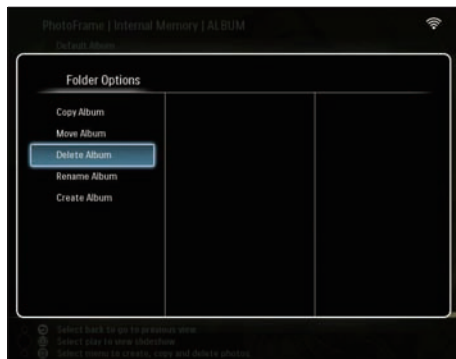 PhotoFrame | Internal Memory | ALBUM
Default Album
Folder Options
Copy Album
Move Album
Delete Album
Rename Album
Create Album
Select back to go to previous view
Select play to view slideshow
Select menu to create, copy and delete photos